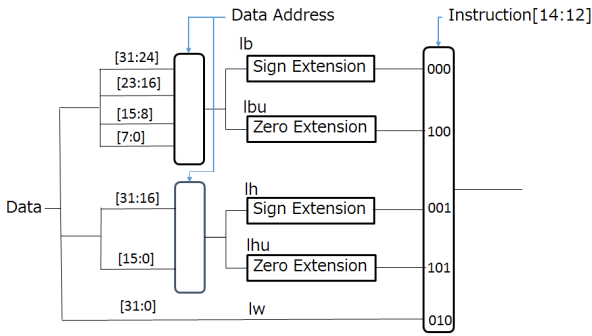 Data Address
Instruction[14:12]
[31:24]
[23:16]
[15:8]
[7:0]
lb
Sign Extension
000
lbu
Zero Extension
100
Data
[31:16]
[15:0]
lh
Sign Extension
001
lhu
Zero Extension
101
[31:0]
lw
010